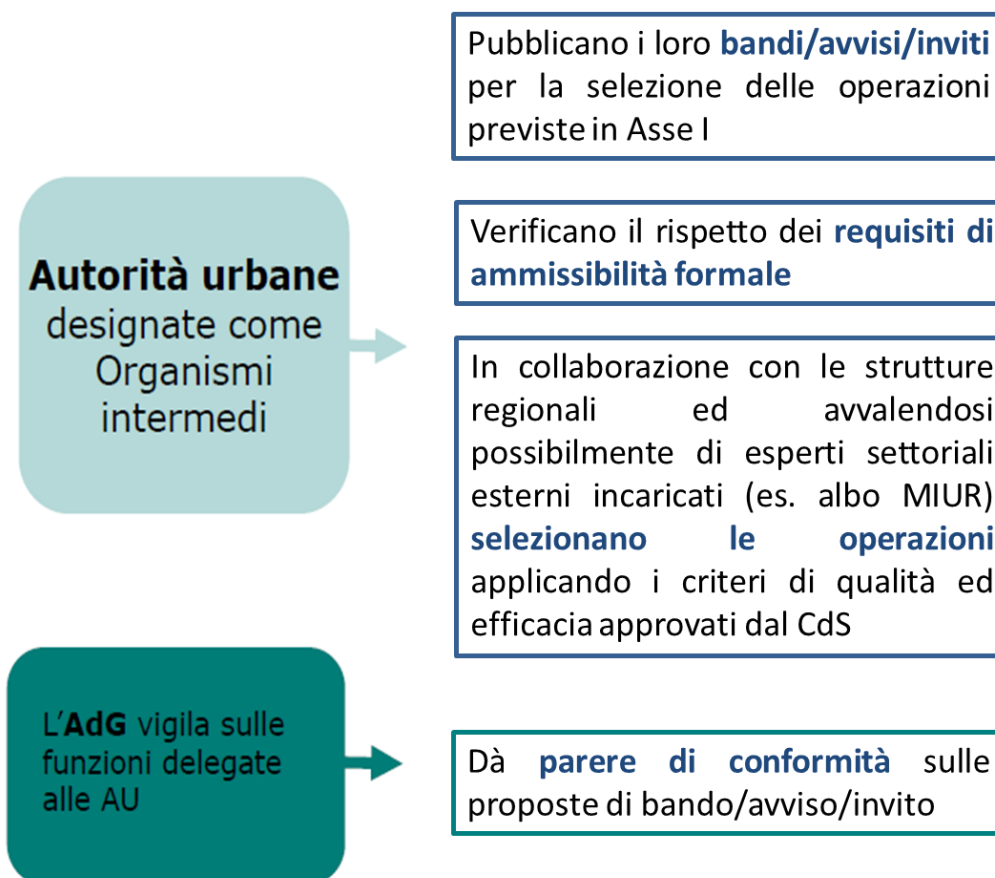 Pubblicano i loro bandi/avvisi/inviti
per la selezione delle operazioni
previste in Asse I
Autorità urbane
designate come
Organismi
intermedi
Verificano il rispetto dei requisiti di
ammissibilità formale
In collaborazione con le strutture
regionali ed avvalendosi
possibilmente di esperti settoriali
esterni incaricati (es. albo MIUR)
selezionano le operazioni
applicando i criteri di qualità ed
efficacia approvati dal CdS
L'AdG vigila sulle
funzioni delegate
alle AU
Dà parere di conformità sulle
proposte di bando/avviso/invito